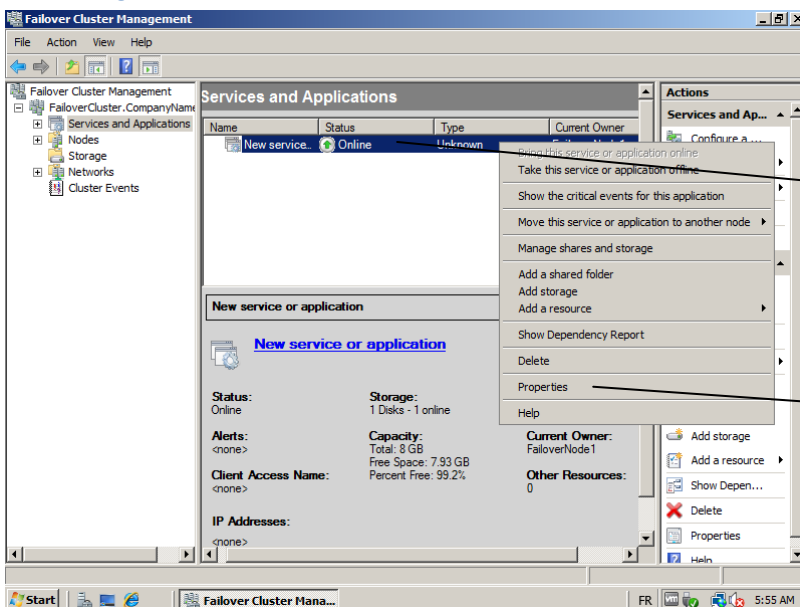 Failover Cluster Management
File Action View Help
Failover Cluster Management
FailoverCluster.CompanyName
Services and Applications
Nodes
Storage
Networks
Cluster Events
Services and Applications
Name Status Type Current Owner
New service.. Online Unknown
Bring this service or application online
Take this service or application offline
Show the critical events for this application
Move this service or application to another node
Manage shares and storage
Add a shared folder
Add storage
Add a resource
Show Dependency Report
Delete
Properties
Help
New service or application
New service or application
Status:
Online
Storage:
1 Disks - 1 online
Alerts:
<none>
Capacity:
Total: 8 GB
Free Space: 7.93 GB
Percent Free: 99.2%
Current Owner:
FailoverNode1
Client Access Name:
<none>
Other Resources:
0
IP Addresses:
<none>
Actions
Services and Ap...
Configure a ...
Add storage
Add a resource
Show Depen...
Delete
Properties
Help
Start
Failover Cluster Mana...
FR
5:55 AM